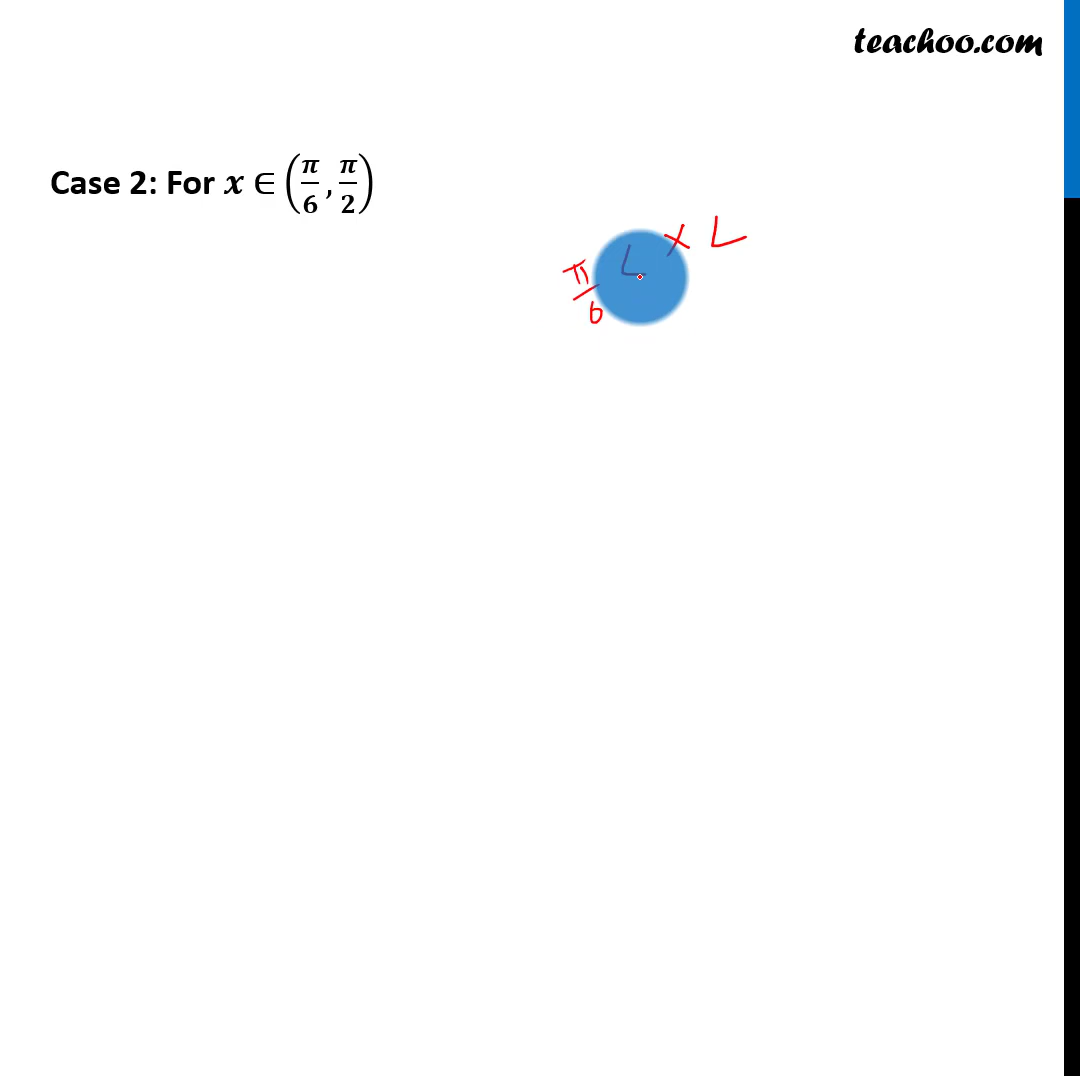 teachoo.com
Case 2: For 𝒙 ∈ (𝝅/𝟔 , 𝝅/𝟐)
π/6 < x <